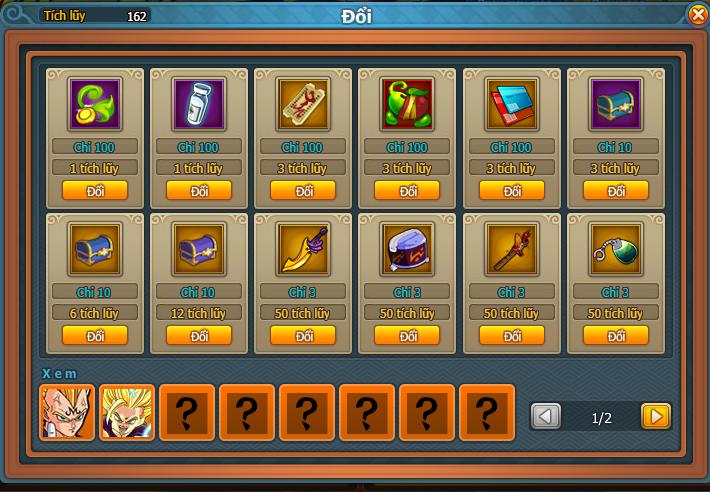 Tích lũy 162
Đổi
Chỉ 100 Chỉ 100 Chỉ 100 Chỉ 100 Chỉ 100 Chỉ 10
1 tích lũy 1 tích lũy 3 tích lũy 3 tích lũy 3 tích lũy 3 tích lũy
Đổi Đổi Đổi Đổi Đổi Đổi
Chỉ 10 Chỉ 10 Chỉ 3 Chỉ 3 Chỉ 3 Chỉ 3
6 tích lũy 12 tích lũy 50 tích lũy 50 tích lũy 50 tích lũy 50 tích lũy
Đổi Đổi Đổi Đổi Đổi Đổi
Xem
? ? ? ? ? ?
1/2